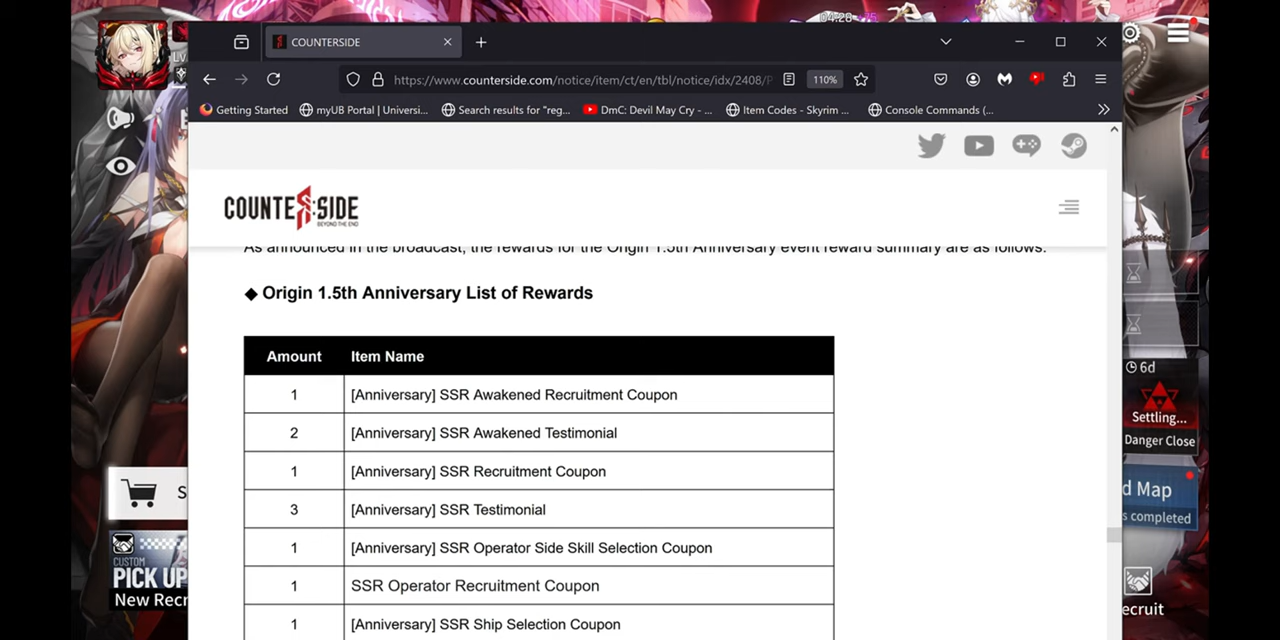 04:20
Lv
COUNTERSIDE
https://www.counterside.com/notice/item/ct/en/tbl/notice/idx/2408/
110%
Getting Started
myUB Portal | Universi...
Search results for "reg...
DmC: Devil May Cry - ...
Item Codes - Skyrim ...
Console Commands (...
COUNTER:SIDE
BEYOND THE END
As announced in the broadcast, the rewards for the Origin 1.5th Anniversary event reward summary are as follows.
◆ Origin 1.5th Anniversary List of Rewards
Amount Item Name
1 [Anniversary] SSR Awakened Recruitment Coupon
2 [Anniversary] SSR Awakened Testimonial
1 [Anniversary] SSR Recruitment Coupon
3 [Anniversary] SSR Testimonial
1 [Anniversary] SSR Operator Side Skill Selection Coupon
1 SSR Operator Recruitment Coupon
1 [Anniversary] SSR Ship Selection Coupon
6d
Settling...
Danger Close
d Map
s completed
ecruit
S
CUSTOM
PICK UP
New Recr